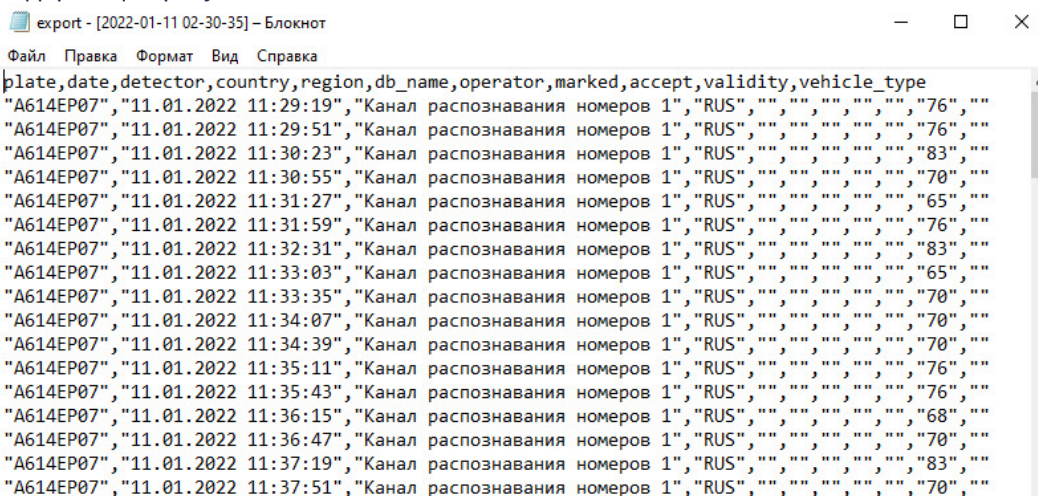 export - [2022-01-11 02-30-35] – Блокнот
Файл Правка Формат Вид Справка
plate,date,detector,country,region,db_name,operator,marked,accept,validity,vehicle_type
"A614EP07","11.01.2022 11:29:19","Канал распознавания номеров 1","RUS","","","","","","76",""
"A614EP07","11.01.2022 11:29:51","Канал распознавания номеров 1","RUS","","","","","","76",""
"A614EP07","11.01.2022 11:30:23","Канал распознавания номеров 1","RUS","","","","","","83",""
"A614EP07","11.01.2022 11:30:55","Канал распознавания номеров 1","RUS","","","","","","70",""
"A614EP07","11.01.2022 11:31:27","Канал распознавания номеров 1","RUS","","","","","","65",""
"A614EP07","11.01.2022 11:31:59","Канал распознавания номеров 1","RUS","","","","","","76",""
"A614EP07","11.01.2022 11:32:31","Канал распознавания номеров 1","RUS","","","","","","83",""
"A614EP07","11.01.2022 11:33:03","Канал распознавания номеров 1","RUS","","","","","","65",""
"A614EP07","11.01.2022 11:33:35","Канал распознавания номеров 1","RUS","","","","","","70",""
"A614EP07","11.01.2022 11:34:07","Канал распознавания номеров 1","RUS","","","","","","70",""
"A614EP07","11.01.2022 11:34:39","Канал распознавания номеров 1","RUS","","","","","","70",""
"A614EP07","11.01.2022 11:35:11","Канал распознавания номеров 1","RUS","","","","","","76",""
"A614EP07","11.01.2022 11:35:43","Канал распознавания номеров 1","RUS","","","","","","76",""
"A614EP07","11.01.2022 11:36:15","Канал распознавания номеров 1","RUS","","","","","","68",""
"A614EP07","11.01.2022 11:36:47","Канал распознавания номеров 1","RUS","","","","","","70",""
"A614EP07","11.01.2022 11:37:19","Канал распознавания номеров 1","RUS","","","","","","83",""
"A614EP07","11.01.2022 11:37:51","Канал распознавания номеров 1","RUS","","","","","","70",""